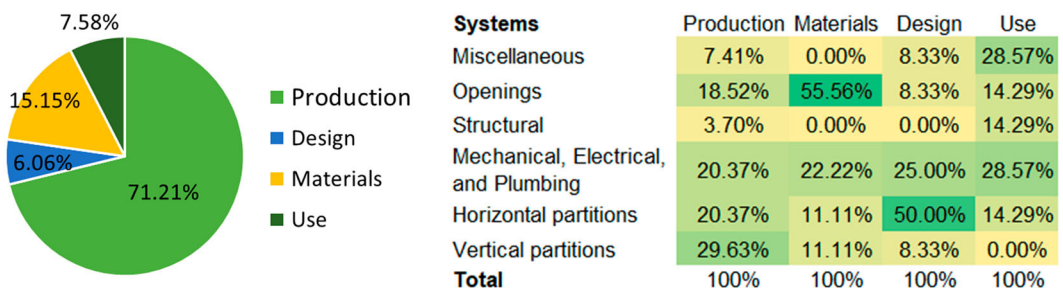 7.58%
15.15%
6.06%
71.21%
Production
Design
Materials
Use
Systems Production Materials Design Use
Miscellaneous 7.41% 0.00% 8.33% 28.57%
Openings 18.52% 55.56% 8.33% 14.29%
Structural 3.70% 0.00% 0.00% 14.29%
Mechanical, Electrical,
and Plumbing 20.37% 22.22% 25.00% 28.57%
Horizontal partitions 20.37% 11.11% 50.00% 14.29%
Vertical partitions 29.63% 11.11% 8.33% 0.00%
Total 100% 100% 100% 100%